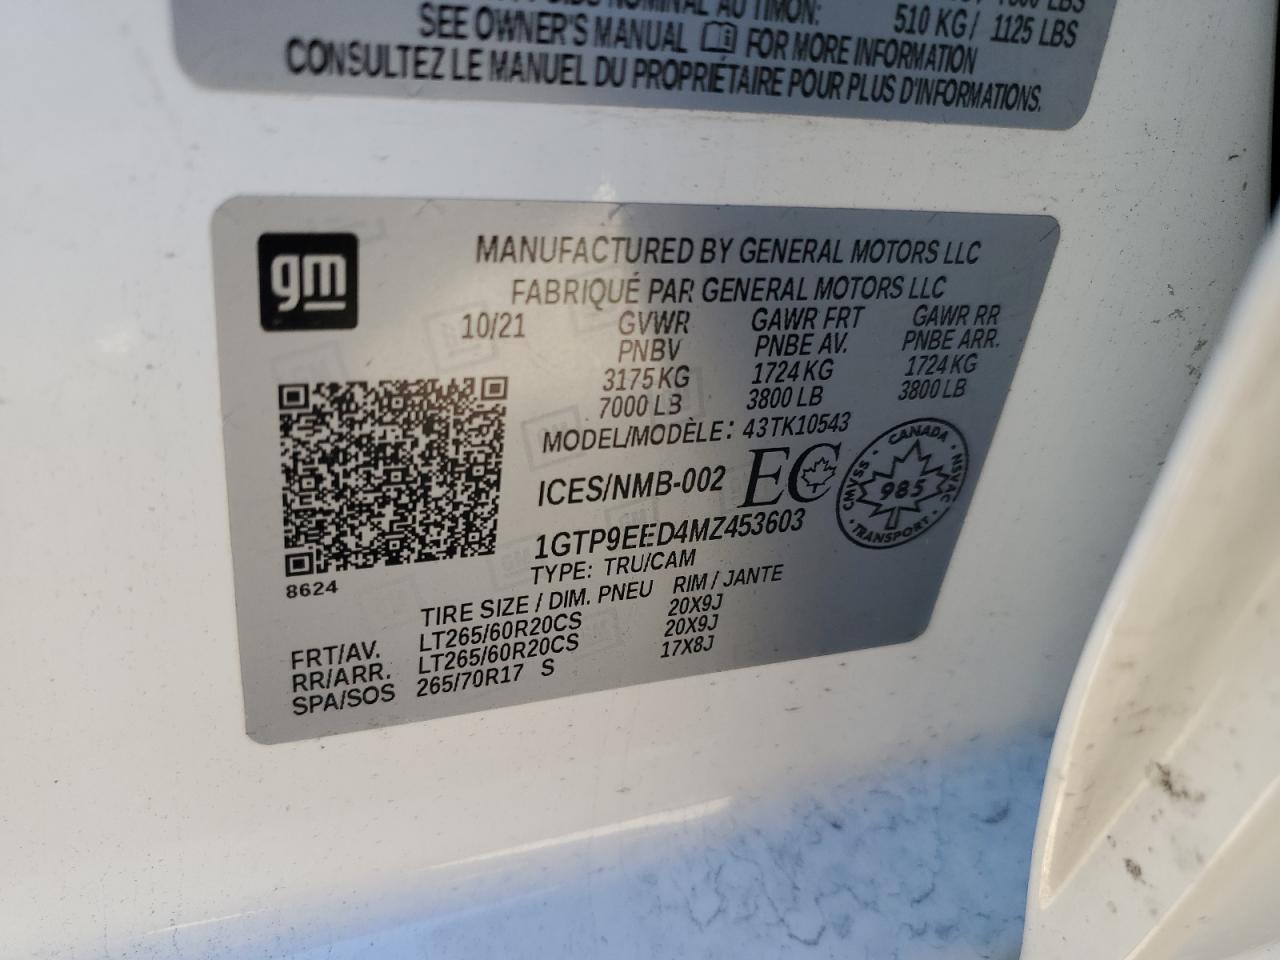 510 KG/ 1125 LBS
SEE OWNER'S MANUAL FOR MORE INFORMATION
CONSULTEZ LE MANUEL DU PROPRIÉTAIRE POUR PLUS D'INFORMATIONS.
gm
MANUFACTURED BY GENERAL MOTORS LLC
FABRIQUÉ PAR GENERAL MOTORS LLC
10/21 GVWR GAWR FRT GAWR RR
PNBV PNBE AV. PNBE ARR.
3175 KG 1724 KG 1724 KG
7000 LB 3800 LB 3800 LB
MODEL/MODÈLE: 43TK10543
ICES/NMB-002 EC
CANADA
CMVSS 985 NSVAC
TRANSPORT
1GTP9EED4MZ453603
TYPE: TRU/CAM
8624
TIRE SIZE / DIM. PNEU RIM / JANTE
FRT/AV. LT265/60R20CS 20X9J
RR/ARR. LT265/60R20CS 20X9J
SPA/SOS 265/70R17 S 17X8J